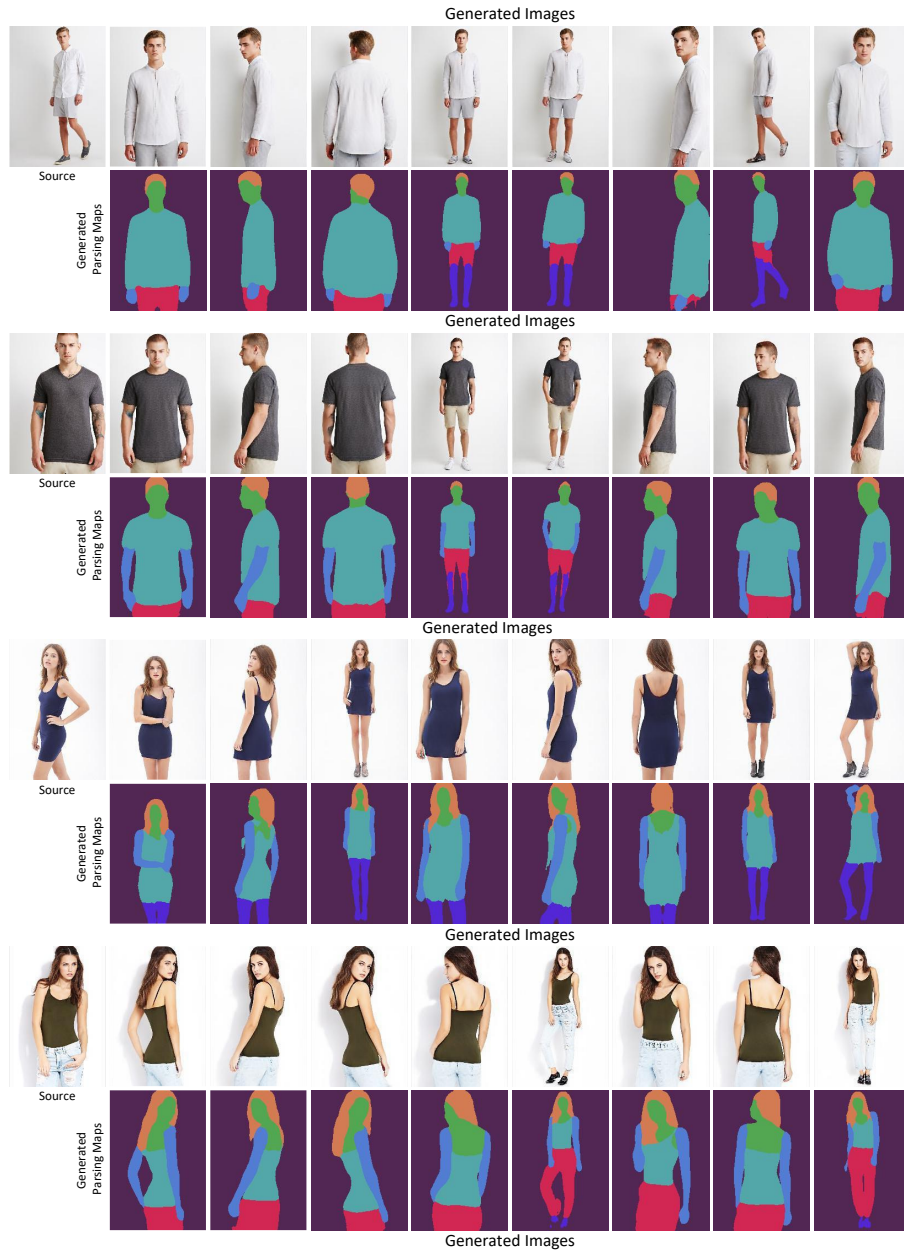 Generated Images
Source
Generated
Parsing Maps
Generated Images
Source
Generated
Parsing Maps
Generated Images
Source
Generated
Parsing Maps
Generated Images
Source
Generated
Parsing Maps
Generated Images